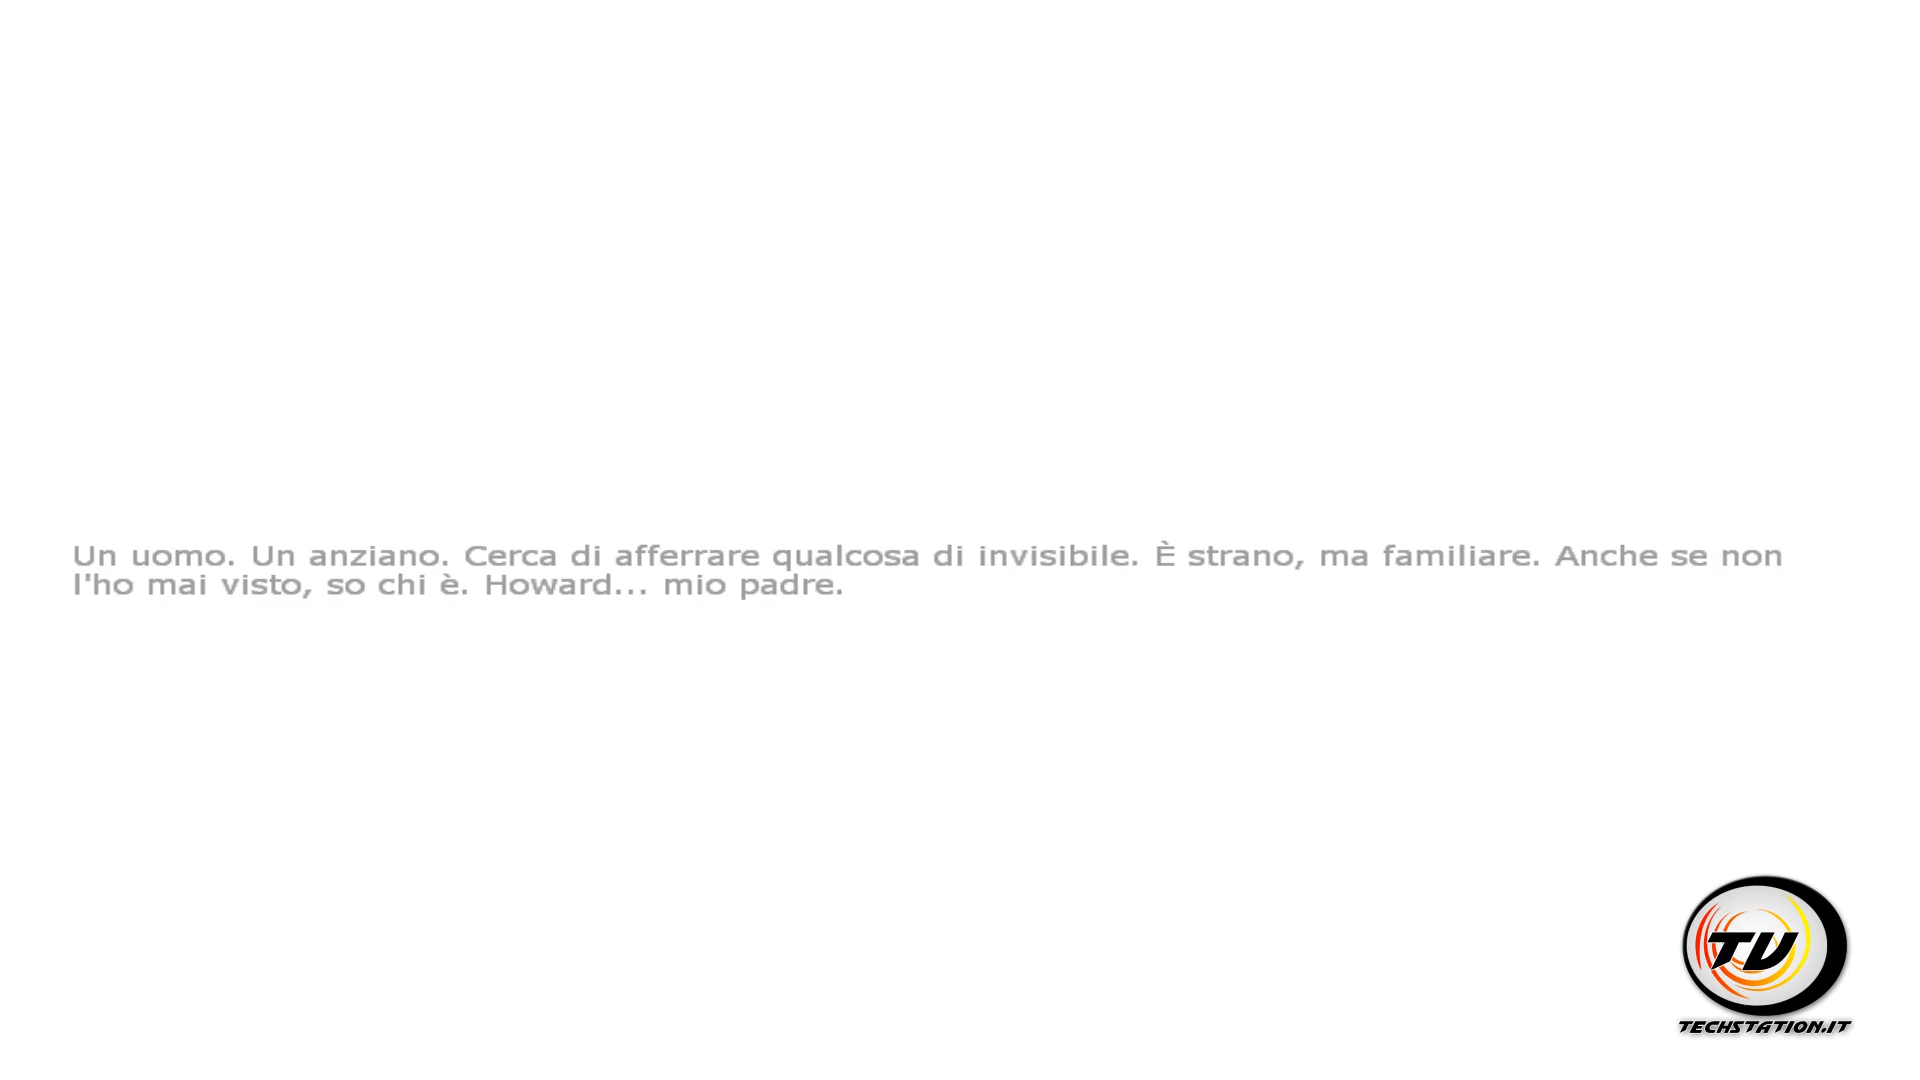 Un uomo. Un anziano. Cerca di afferrare qualcosa di invisibile. È strano, ma familiare. Anche se non
l'ho mai visto, so chi è. Howard... mio padre.
TV
TECHSTATION.IT